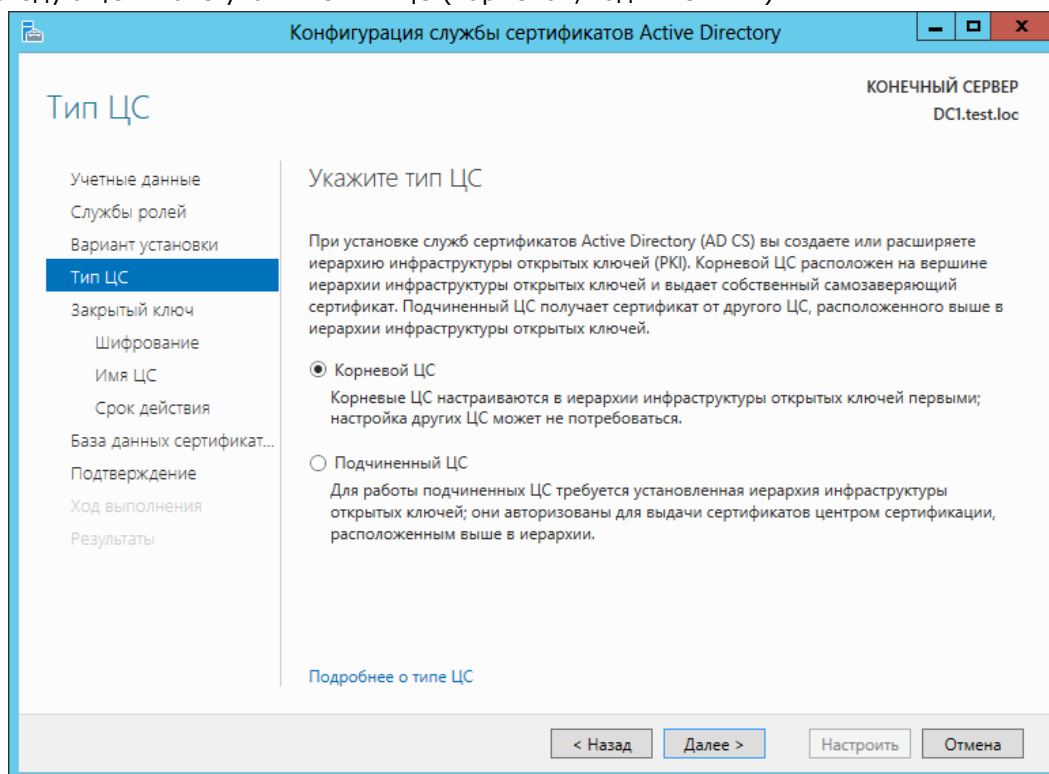 Конфигурация службы сертификатов Active Directory
Тип ЦС
КОНЕЧНЫЙ СЕРВЕР
DC1.test.loc
Учетные данные
Службы ролей
Вариант установки
Тип ЦС
Закрытый ключ
Шифрование
Имя ЦС
Срок действия
База данных сертификат...
Подтверждение
Ход выполнения
Результаты
Укажите тип ЦС
При установке служб сертификатов Active Directory (AD CS) вы создаете или расширяете
иерархию инфраструктуры открытых ключей (PKI). Корневой ЦС расположен на вершине
иерархии инфраструктуры открытых ключей и выдает собственный самозаверяющий
сертификат. Подчиненный ЦС получает сертификат от другого ЦС, расположенного выше в
иерархии инфраструктуры открытых ключей.
Корневой ЦС
Корневые ЦС настраиваются в иерархии инфраструктуры открытых ключей первыми;
настройка других ЦС может не потребоваться.
Подчиненный ЦС
Для работы подчиненных ЦС требуется установленная иерархия инфраструктуры
открытых ключей; они авторизованы для выдачи сертификатов центром сертификации,
расположенным выше в иерархии.
Подробнее о типе ЦС
< Назад
Далее >
Настроить
Отмена